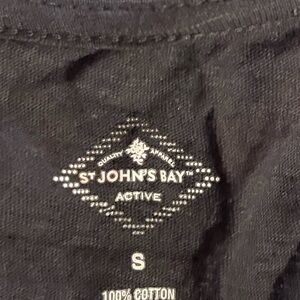 QUALITY APPAREL
ST JOHN'S BAY™
ACTIVE
S
100% COTTON